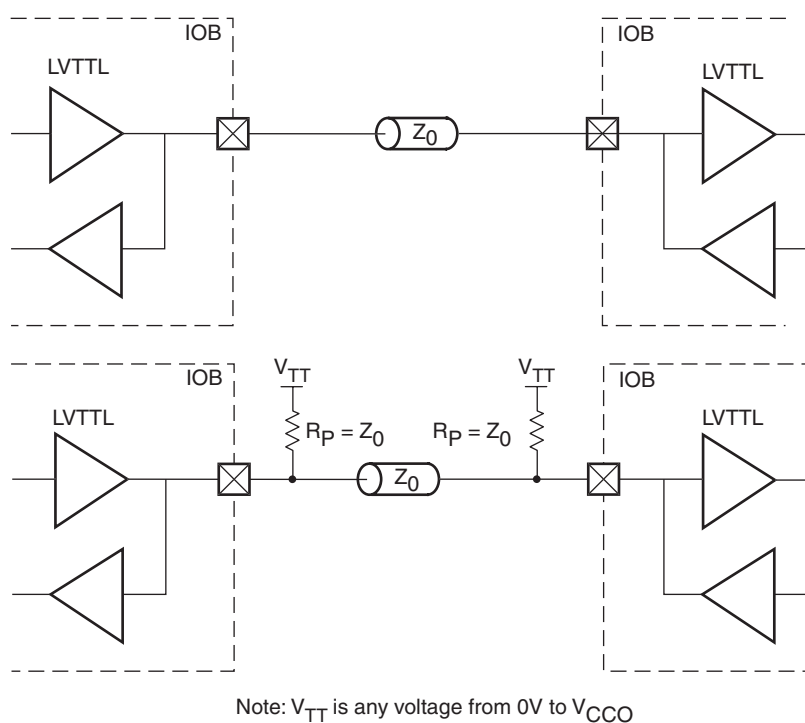 IOB
IOB
LVTTL
LVTTL
Z0
IOB
VTT
VTT
IOB
LVTTL
RP = Z0
RP = Z0
LVTTL
Z0
Note: VTT is any voltage from 0V to VCCO